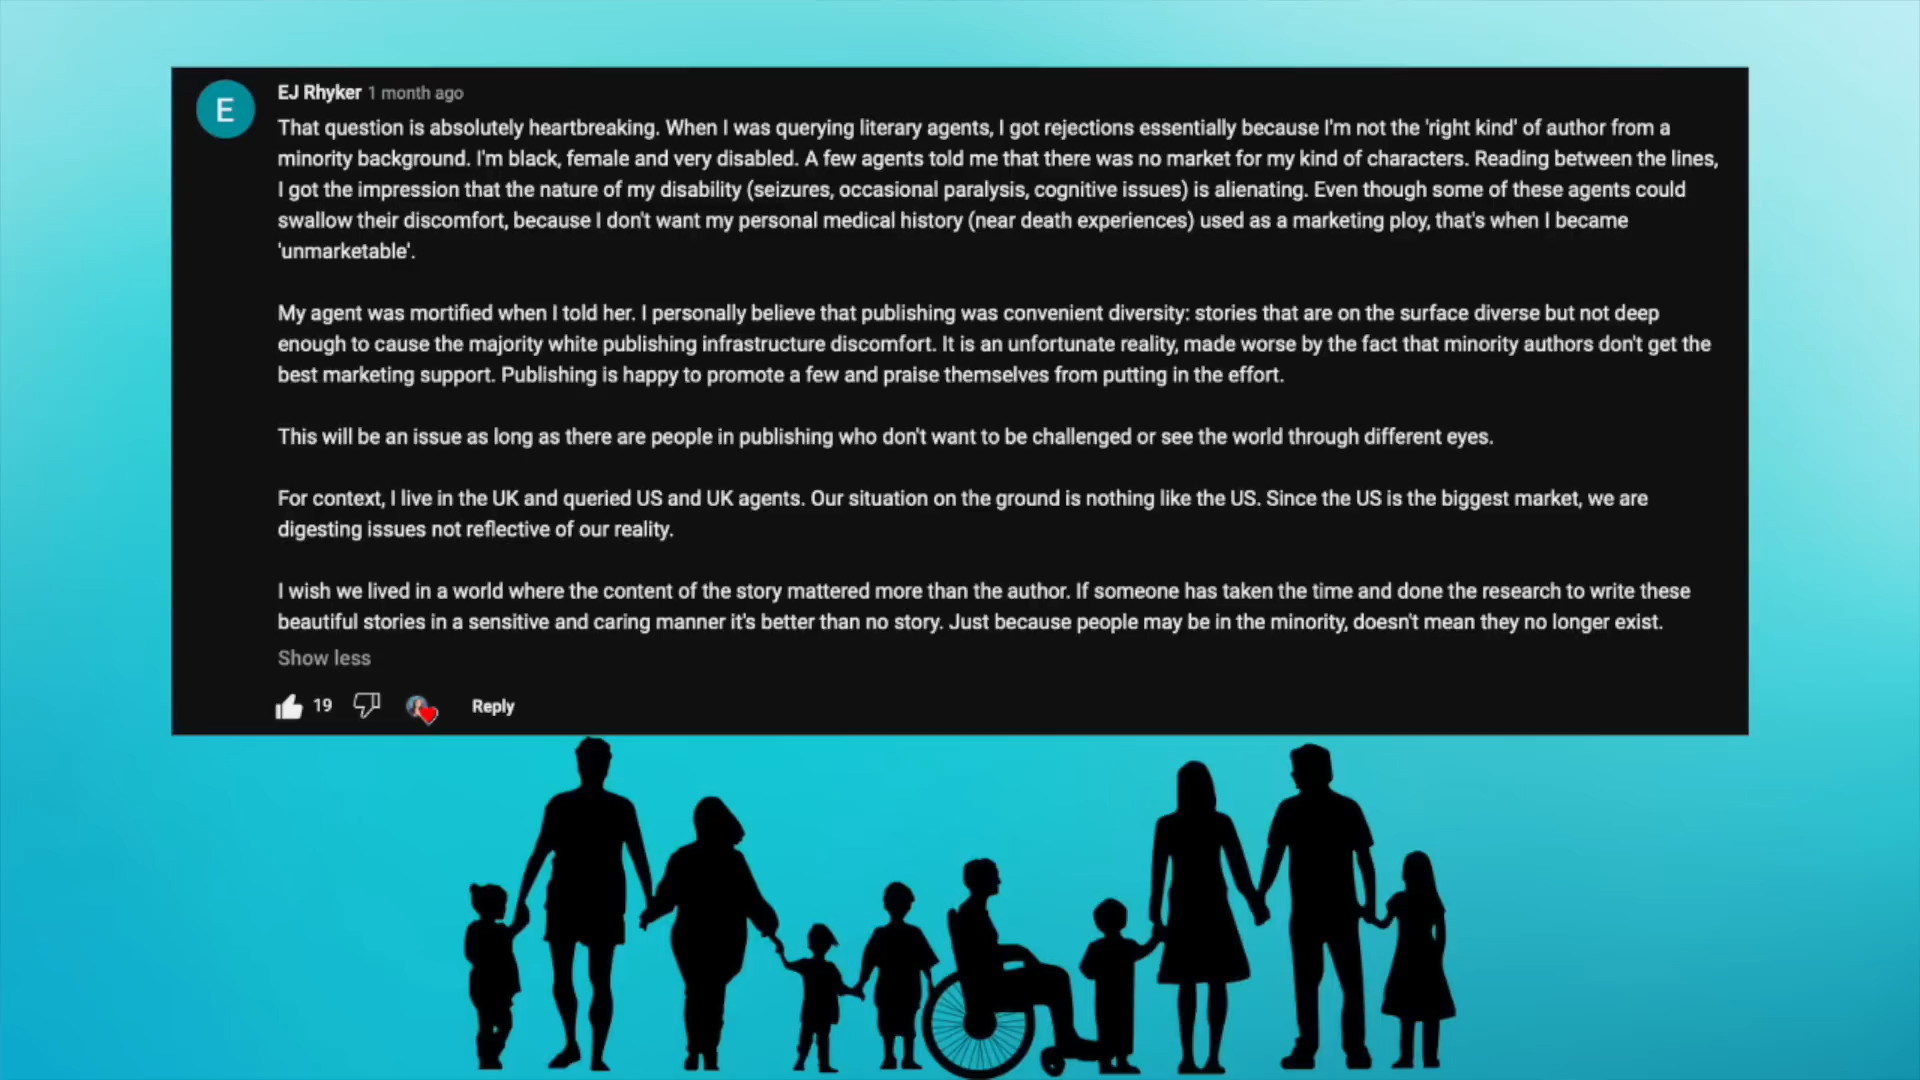 E
EJ Rhyker 1 month ago
That question is absolutely heartbreaking. When I was querying literary agents, I got rejections essentially because I'm not the 'right kind' of author from a
minority background. I'm black, female and very disabled. A few agents told me that there was no market for my kind of characters. Reading between the lines,
I got the impression that the nature of my disability (seizures, occasional paralysis, cognitive issues) is alienating. Even though some of these agents could
swallow their discomfort, because I don't want my personal medical history (near death experiences) used as a marketing ploy, that's when I became
'unmarketable'.
My agent was mortified when I told her. I personally believe that publishing was convenient diversity: stories that are on the surface diverse but not deep
enough to cause the majority white publishing infrastructure discomfort. It is an unfortunate reality, made worse by the fact that minority authors don't get the
best marketing support. Publishing is happy to promote a few and praise themselves from putting in the effort.
This will be an issue as long as there are people in publishing who don't want to be challenged or see the world through different eyes.
For context, I live in the UK and queried US and UK agents. Our situation on the ground is nothing like the US. Since the US is the biggest market, we are
digesting issues not reflective of our reality.
I wish we lived in a world where the content of the story mattered more than the author. If someone has taken the time and done the research to write these
beautiful stories in a sensitive and caring manner it's better than no story. Just because people may be in the minority, doesn't mean they no longer exist.
Show less
19 Reply